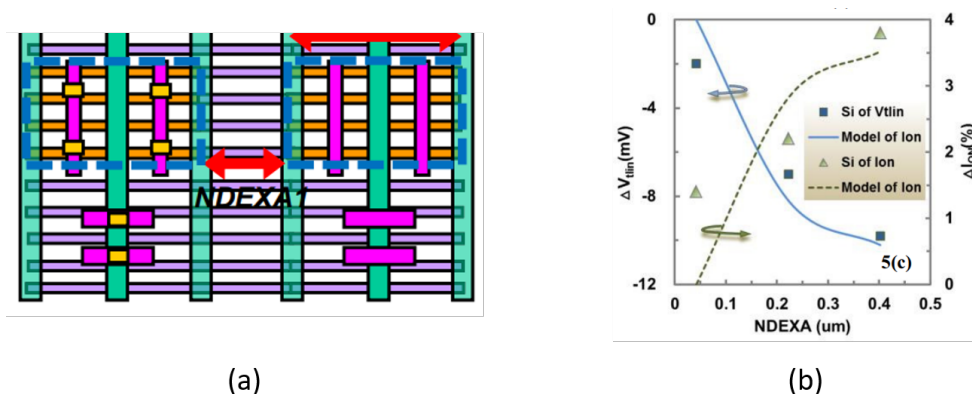 NDEXA1
(a)
0
-4
-8
-12
ΔVtlin(mV)
4
3
2
1
0
ΔION(%)
Si of Vtlin
Model of Ion
Si of Ion
Model of Ion
5(c)
0 0.1 0.2 0.3 0.4 0.5
NDEXA (um)
(b)